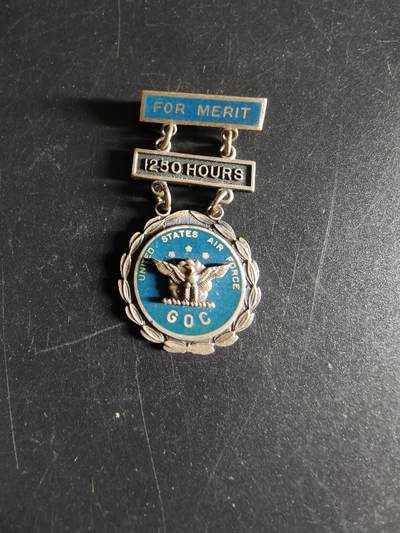 FOR MERIT
1250 HOURS
UNITED STATES AIR FORCE
GOC